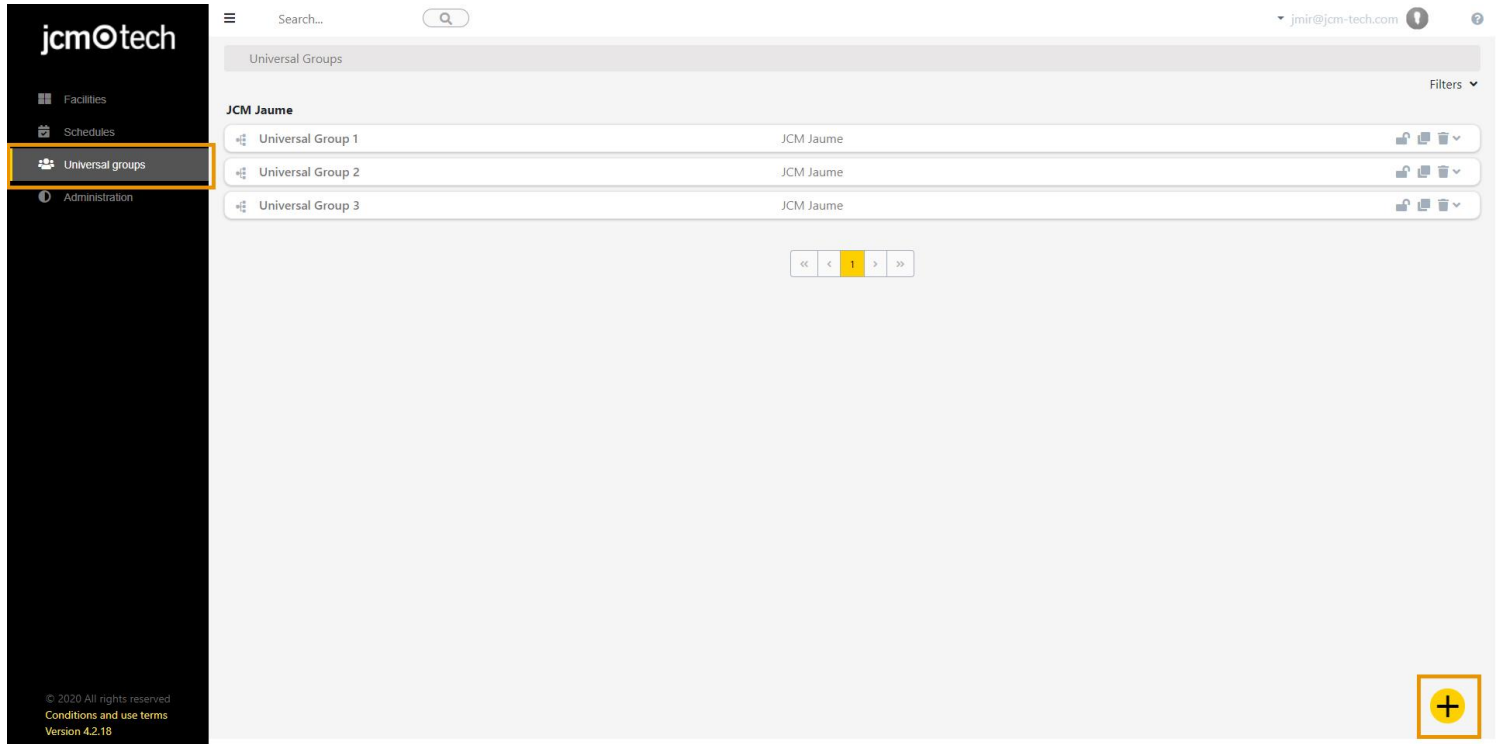 jcm tech
Search...
jmir@jcm-tech.com
Universal Groups
Filters
Facilities
Schedules
Universal groups
Administration
JCM Jaume
Universal Group 1 JCM Jaume
Universal Group 2 JCM Jaume
Universal Group 3 JCM Jaume
« < 1 > »
© 2020 All rights reserved
Conditions and use terms
Version 4.2.18
+